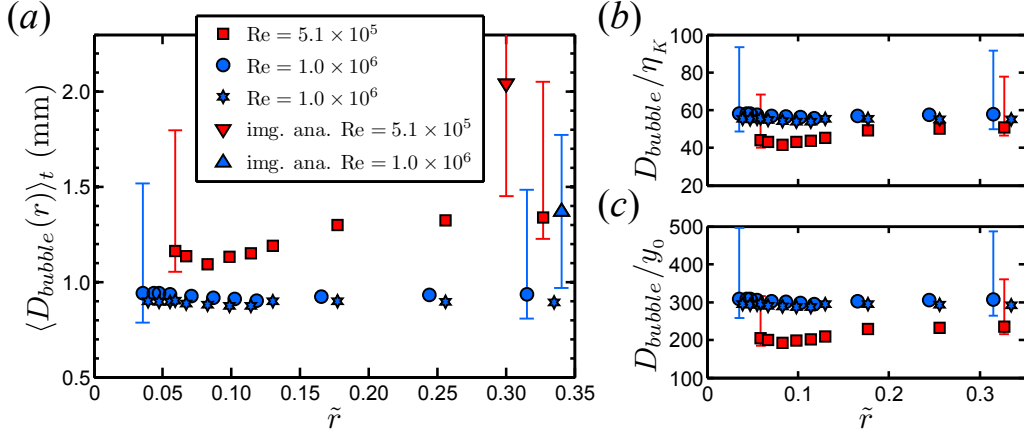 (a)
⟨D_bubble(r)⟩_t (mm)
2.0
1.5
1.0
0.5
0
0.05
0.10
0.15
0.20
0.25
0.30
0.35
r̃
Re = 5.1 × 10^5
Re = 1.0 × 10^6
Re = 1.0 × 10^6
img. ana. Re = 5.1 × 10^5
img. ana. Re = 1.0 × 10^6
(b)
D_bubble/η_K
100
80
60
40
20
(c)
D_bubble/y_0
500
400
300
200
100
0
0.1
0.2
0.3
r̃